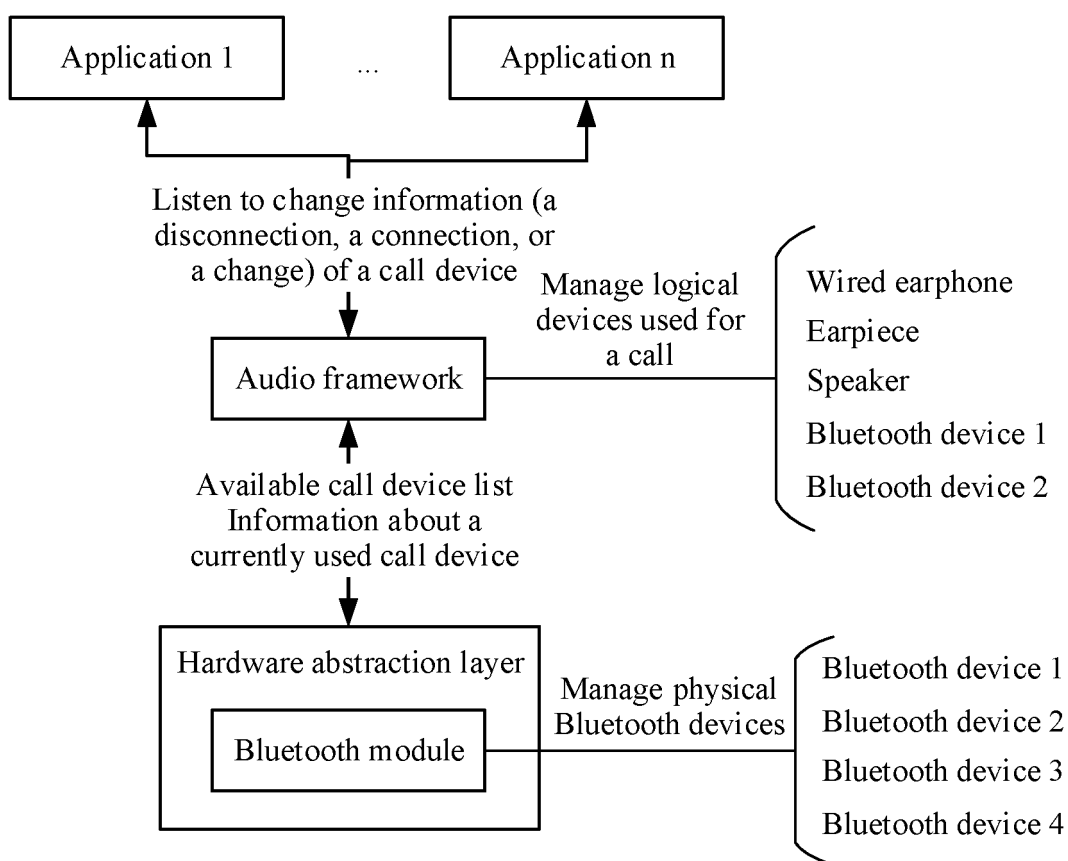 Application 1
...
Application n
Listen to change information (a
disconnection, a connection, or
a change) of a call device
Manage logical
devices used for
a call
Wired earphone
Earpiece
Speaker
Bluetooth device 1
Bluetooth device 2
Audio framework
Available call device list
Information about a
currently used call device
Hardware abstraction layer
Bluetooth module
Manage physical
Bluetooth devices
Bluetooth device 1
Bluetooth device 2
Bluetooth device 3
Bluetooth device 4